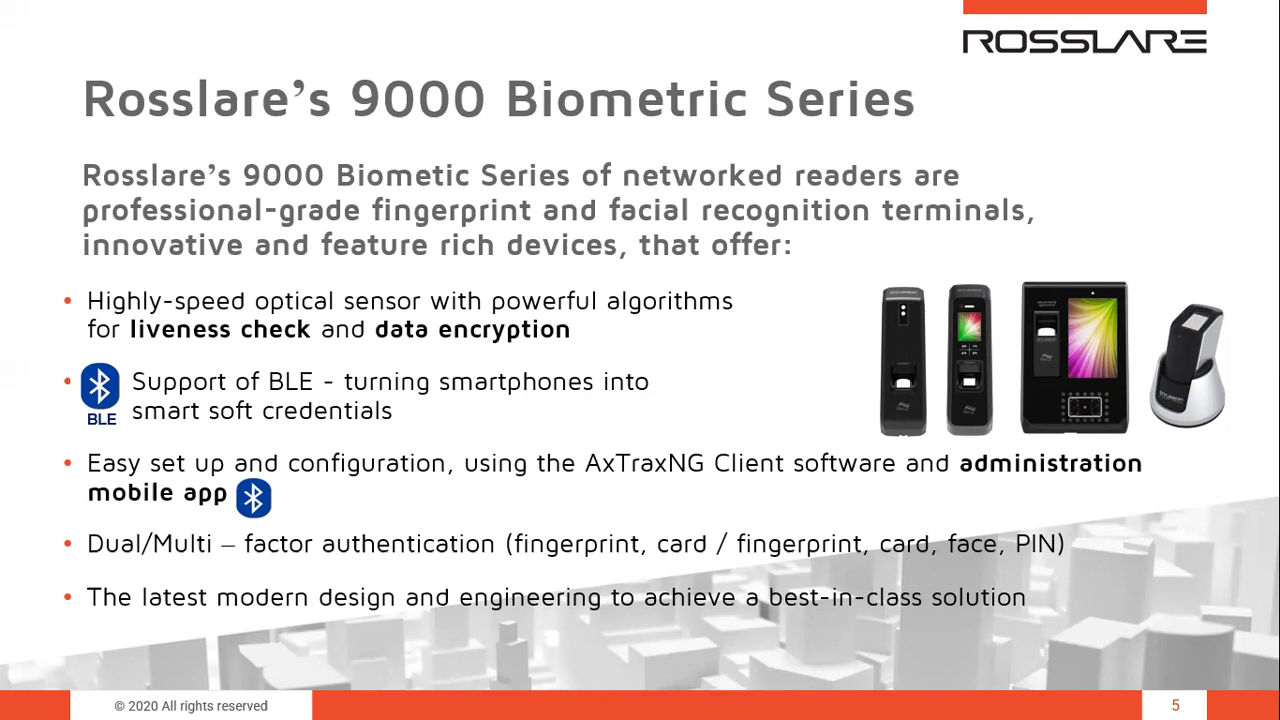 ROSSLARE
Rosslare’s 9000 Biometric Series
Rosslare’s 9000 Biometic Series of networked readers are
professional-grade fingerprint and facial recognition terminals,
innovative and feature rich devices, that offer:
• Highly-speed optical sensor with powerful algorithms
for liveness check and data encryption
• Support of BLE - turning smartphones into
BLE smart soft credentials
• Easy set up and configuration, using the AxTraxNG Client software and administration
mobile app
• Dual/Multi – factor authentication (fingerprint, card / fingerprint, card, face, PIN)
• The latest modern design and engineering to achieve a best-in-class solution
© 2020 All rights reserved
5